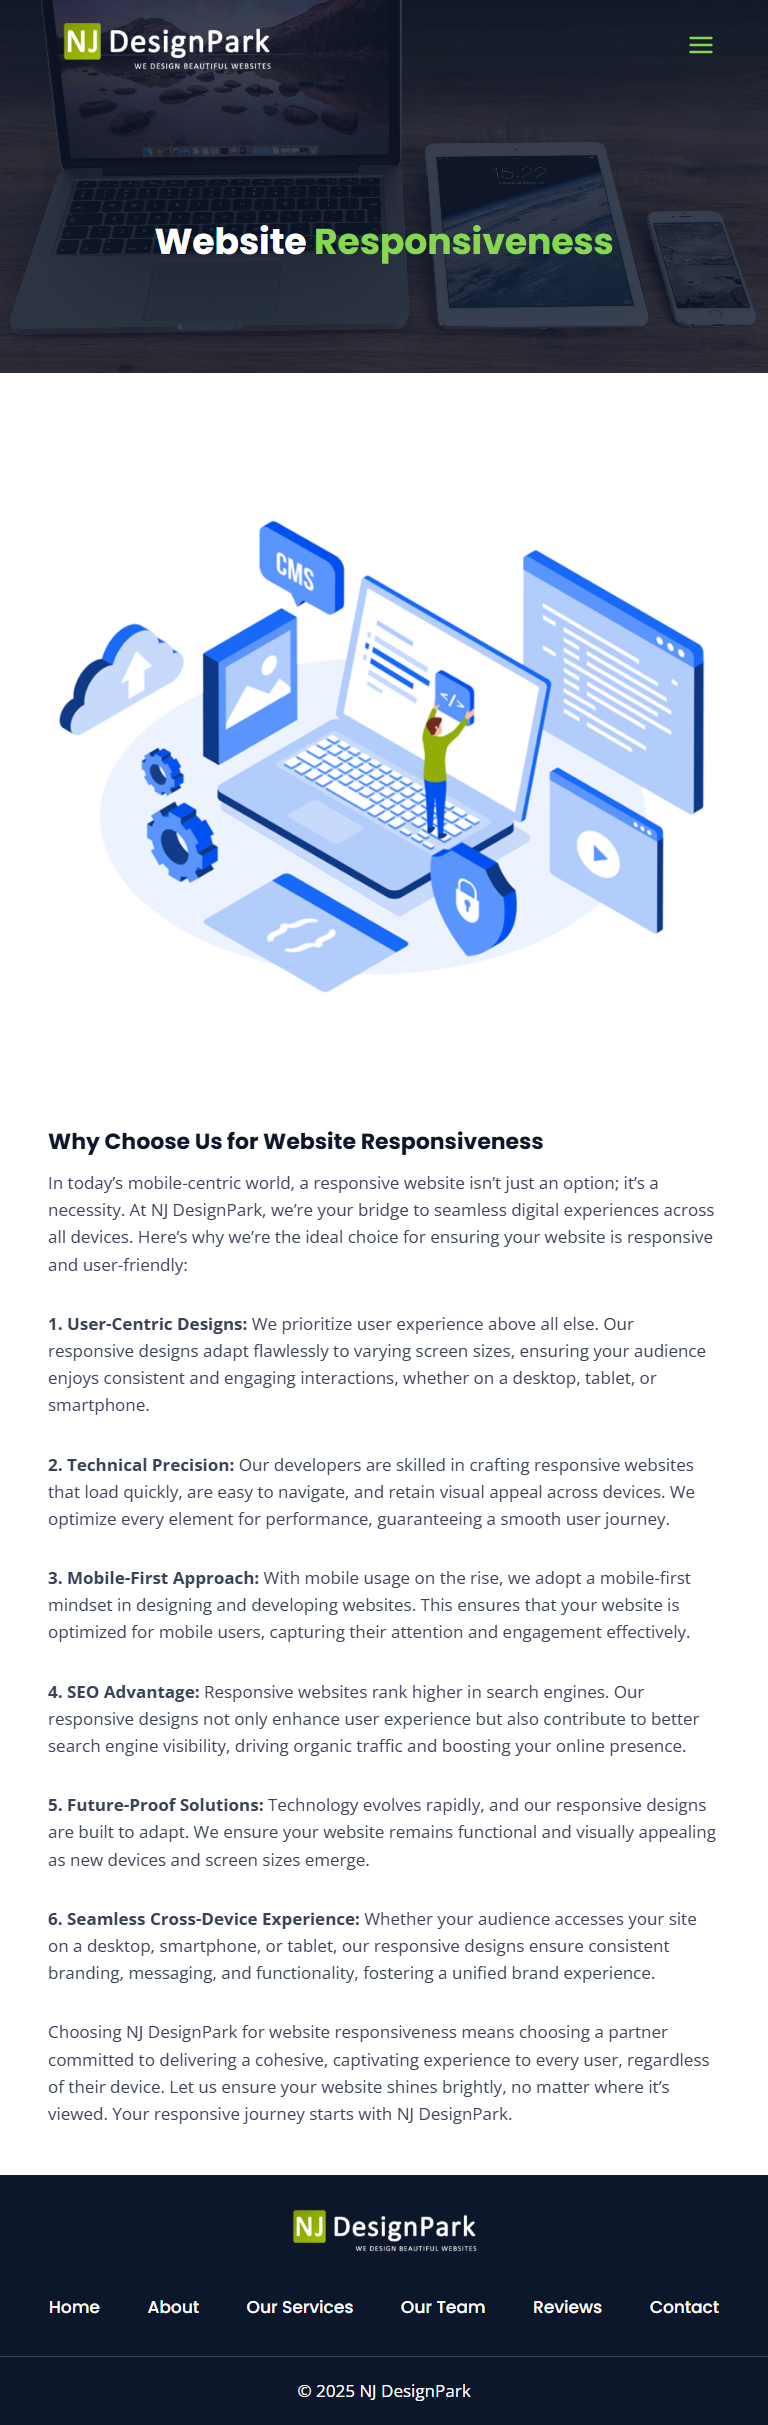 NJ DesignPark
WE DESIGN BEAUTIFUL WEBSITES
15:22
Website Responsiveness
CMS
</>
{ }
Why Choose Us for Website Responsiveness
In today’s mobile-centric world, a responsive website isn’t just an option; it’s a
necessity. At NJ DesignPark, we’re your bridge to seamless digital experiences across
all devices. Here’s why we’re the ideal choice for ensuring your website is responsive
and user-friendly:
1. User-Centric Designs: We prioritize user experience above all else. Our
responsive designs adapt flawlessly to varying screen sizes, ensuring your audience
enjoys consistent and engaging interactions, whether on a desktop, tablet, or
smartphone.
2. Technical Precision: Our developers are skilled in crafting responsive websites
that load quickly, are easy to navigate, and retain visual appeal across devices. We
optimize every element for performance, guaranteeing a smooth user journey.
3. Mobile-First Approach: With mobile usage on the rise, we adopt a mobile-first
mindset in designing and developing websites. This ensures that your website is
optimized for mobile users, capturing their attention and engagement effectively.
4. SEO Advantage: Responsive websites rank higher in search engines. Our
responsive designs not only enhance user experience but also contribute to better
search engine visibility, driving organic traffic and boosting your online presence.
5. Future-Proof Solutions: Technology evolves rapidly, and our responsive designs
are built to adapt. We ensure your website remains functional and visually appealing
as new devices and screen sizes emerge.
6. Seamless Cross-Device Experience: Whether your audience accesses your site
on a desktop, smartphone, or tablet, our responsive designs ensure consistent
branding, messaging, and functionality, fostering a unified brand experience.
Choosing NJ DesignPark for website responsiveness means choosing a partner
committed to delivering a cohesive, captivating experience to every user, regardless
of their device. Let us ensure your website shines brightly, no matter where it’s
viewed. Your responsive journey starts with NJ DesignPark.
NJ DesignPark
WE DESIGN BEAUTIFUL WEBSITES
Home About Our Services Our Team Reviews Contact
© 2025 NJ DesignPark